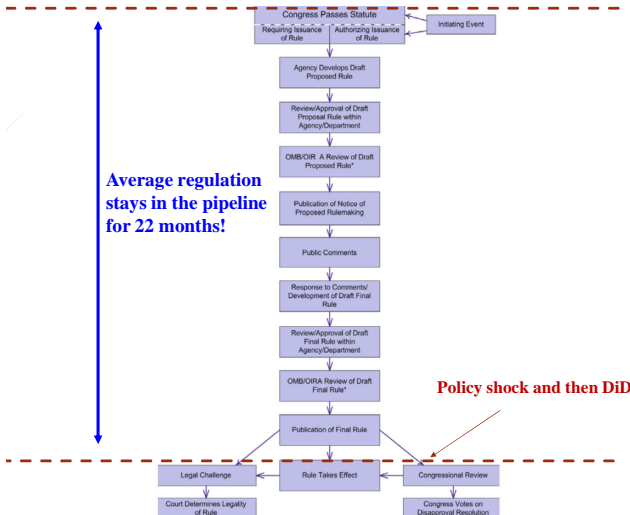 Congress Passes Statute
Requiring Issuance
of Rule
Authorizing Issuance
of Rule
Initiating Event
Agency Develops Draft
Proposed Rule
Review/Approval of Draft
Proposal Rule within
Agency/Department
OMB/OIR A Review of Draft
Proposed Rule*
Average regulation
stays in the pipeline
for 22 months!
Publication of Notice of
Proposed Rulemaking
Public Comments
Response to Comments/
Development of Draft Final
Rule
Review/Approval of Draft
Final Rule within
Agency/Department
OMB/OIRA Review of Draft
Final Rule*
Policy shock and then DiD
Publication of Final Rule
Legal Challenge
Rule Takes Effect
Congressional Review
Court Determines Legality
of Rule
Congress Votes on
Disapproval Resolution